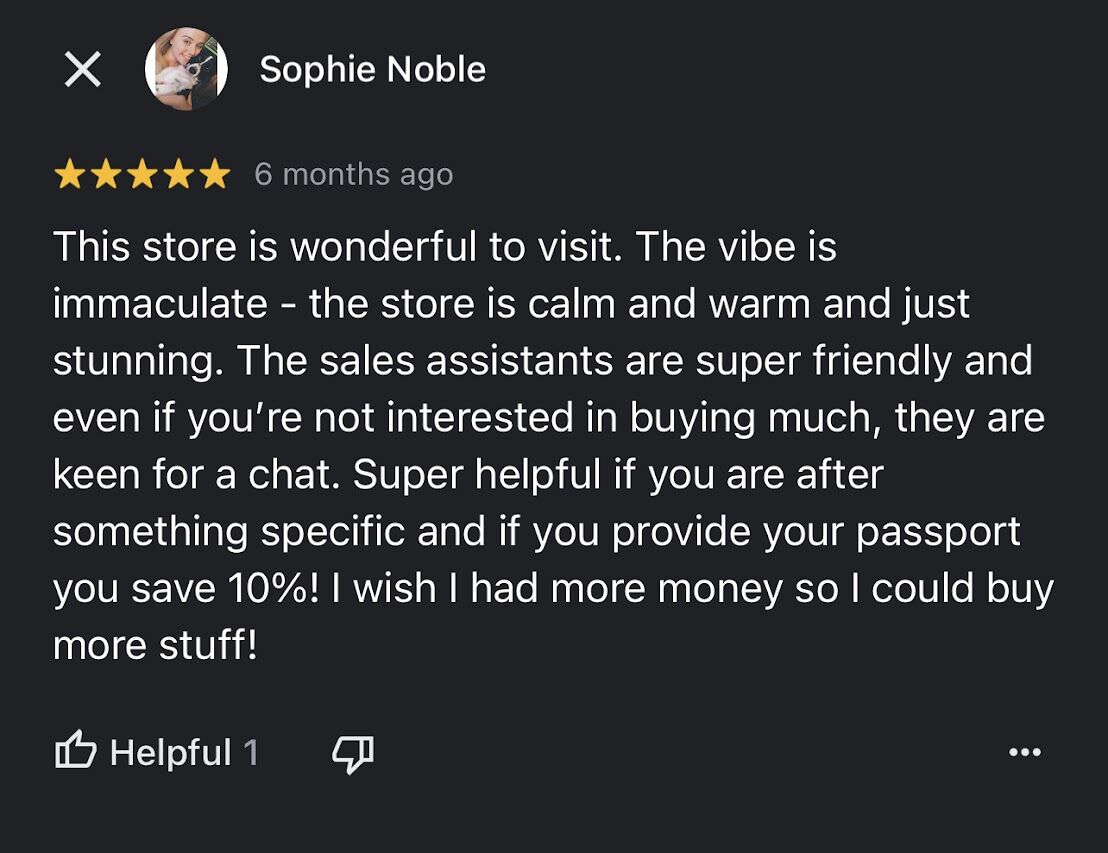 Sophie Noble
6 months ago
This store is wonderful to visit. The vibe is
immaculate - the store is calm and warm and just
stunning. The sales assistants are super friendly and
even if you’re not interested in buying much, they are
keen for a chat. Super helpful if you are after
something specific and if you provide your passport
you save 10%! I wish I had more money so I could buy
more stuff!
Helpful 1